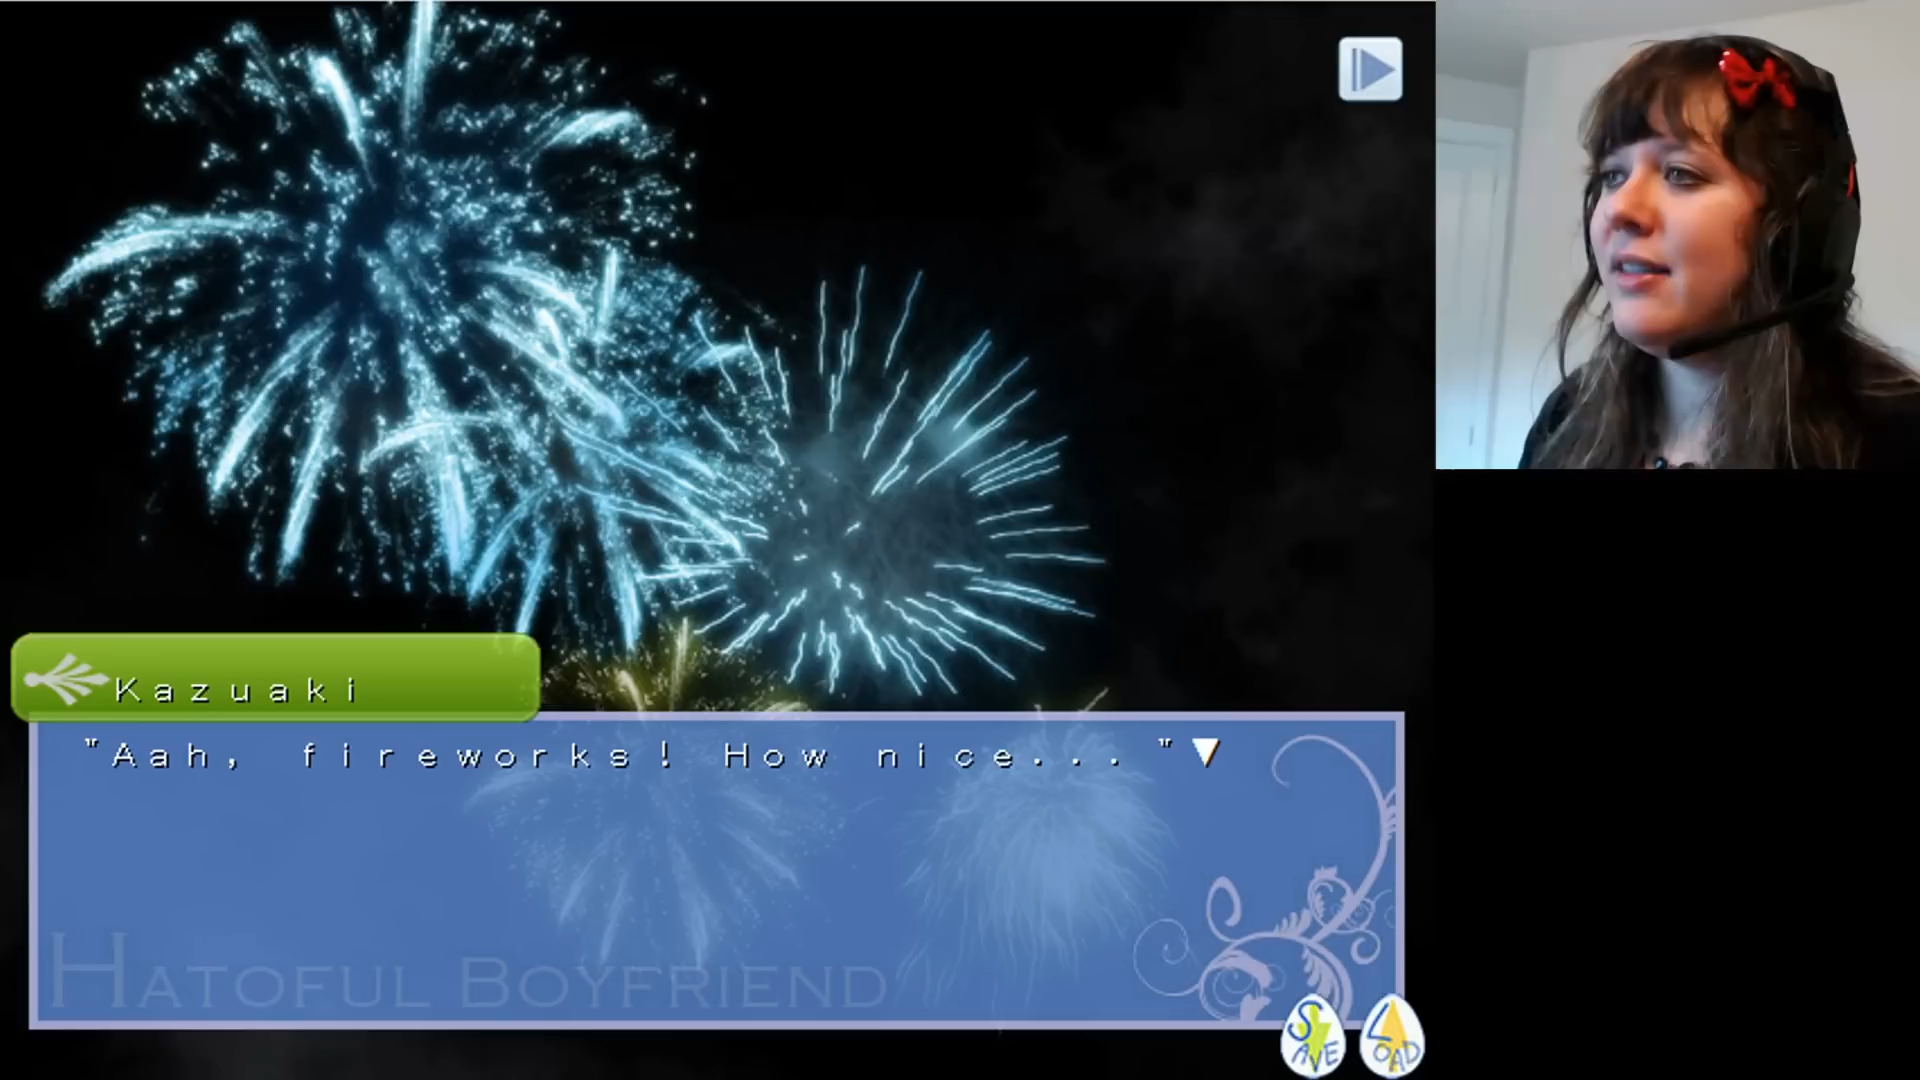 Kazuaki
"Aah, fireworks! How nice... "▼
HATOFUL BOYFRIEND
SAVE
LOAD